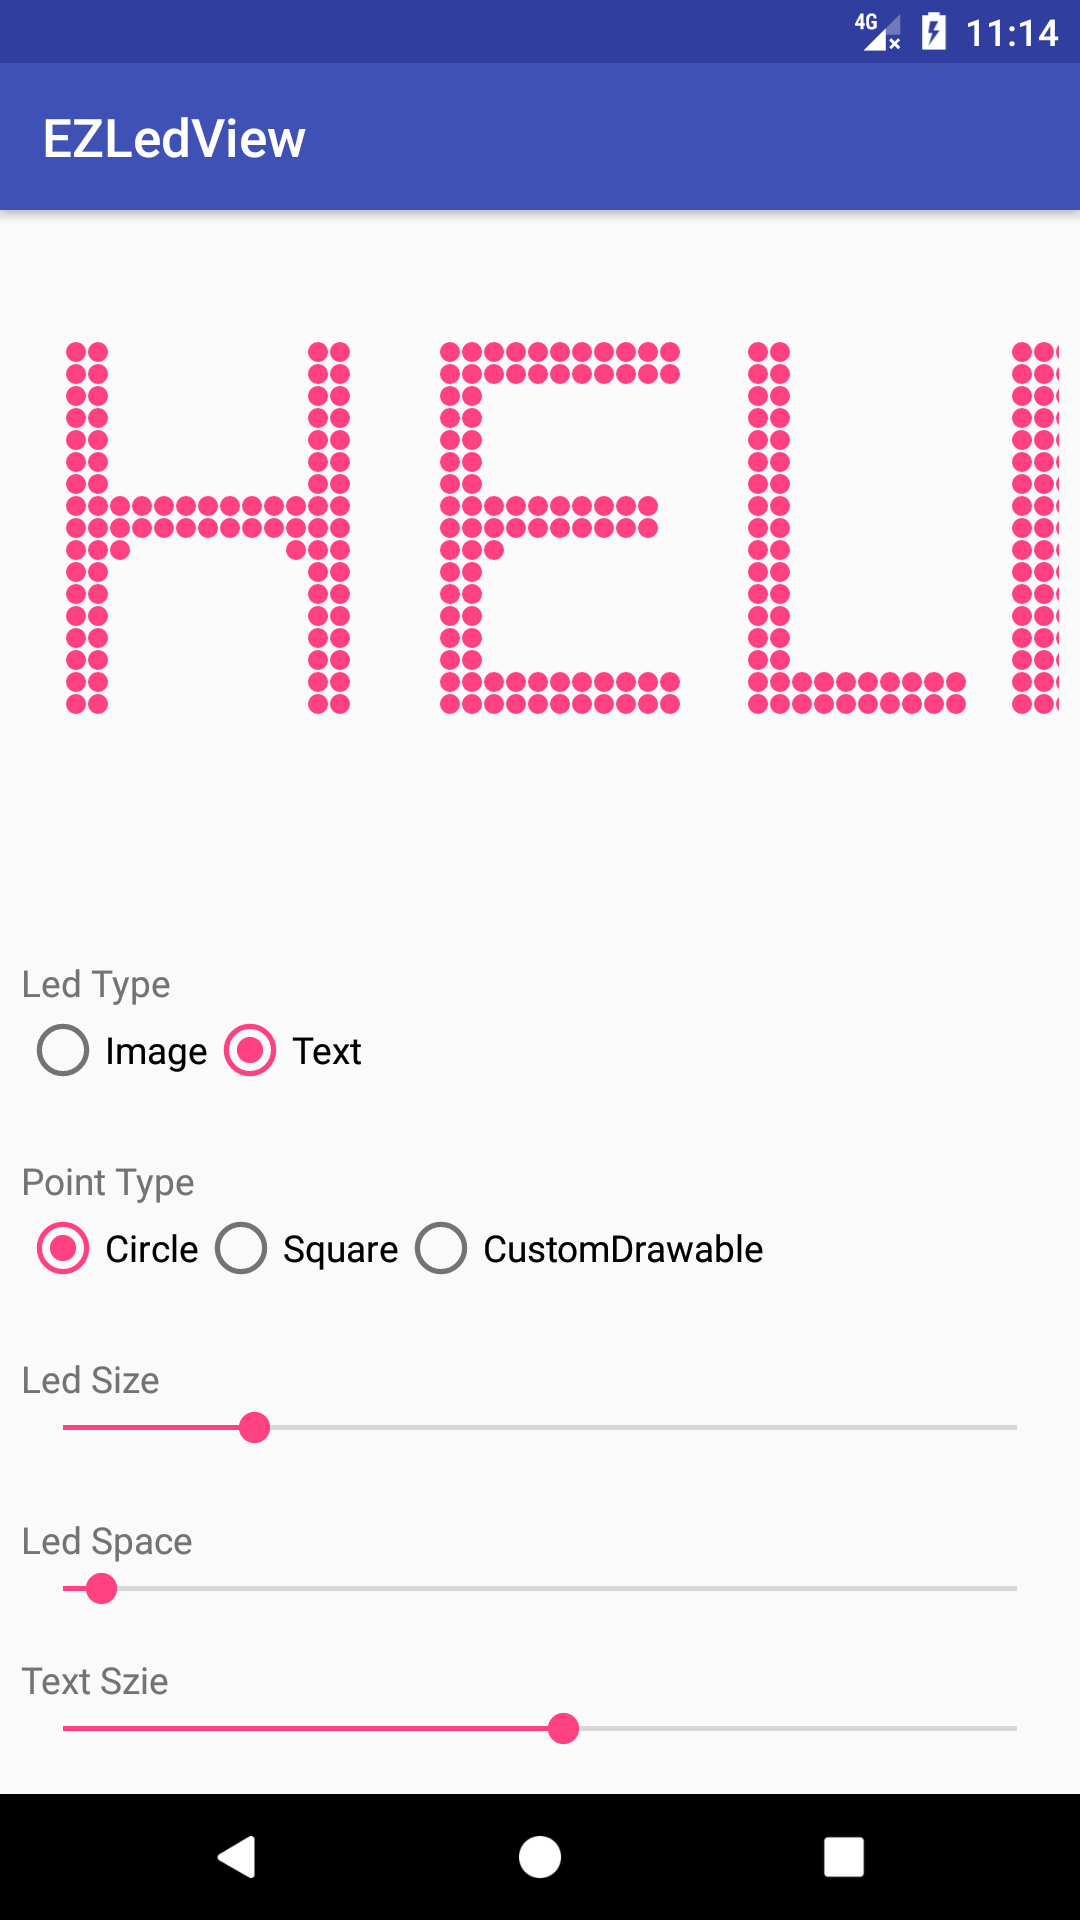 4G 11:14
EZLedView
HEL
Led Type
Image Text
Point Type
Circle Square CustomDrawable
Led Size
Led Space
Text Szie